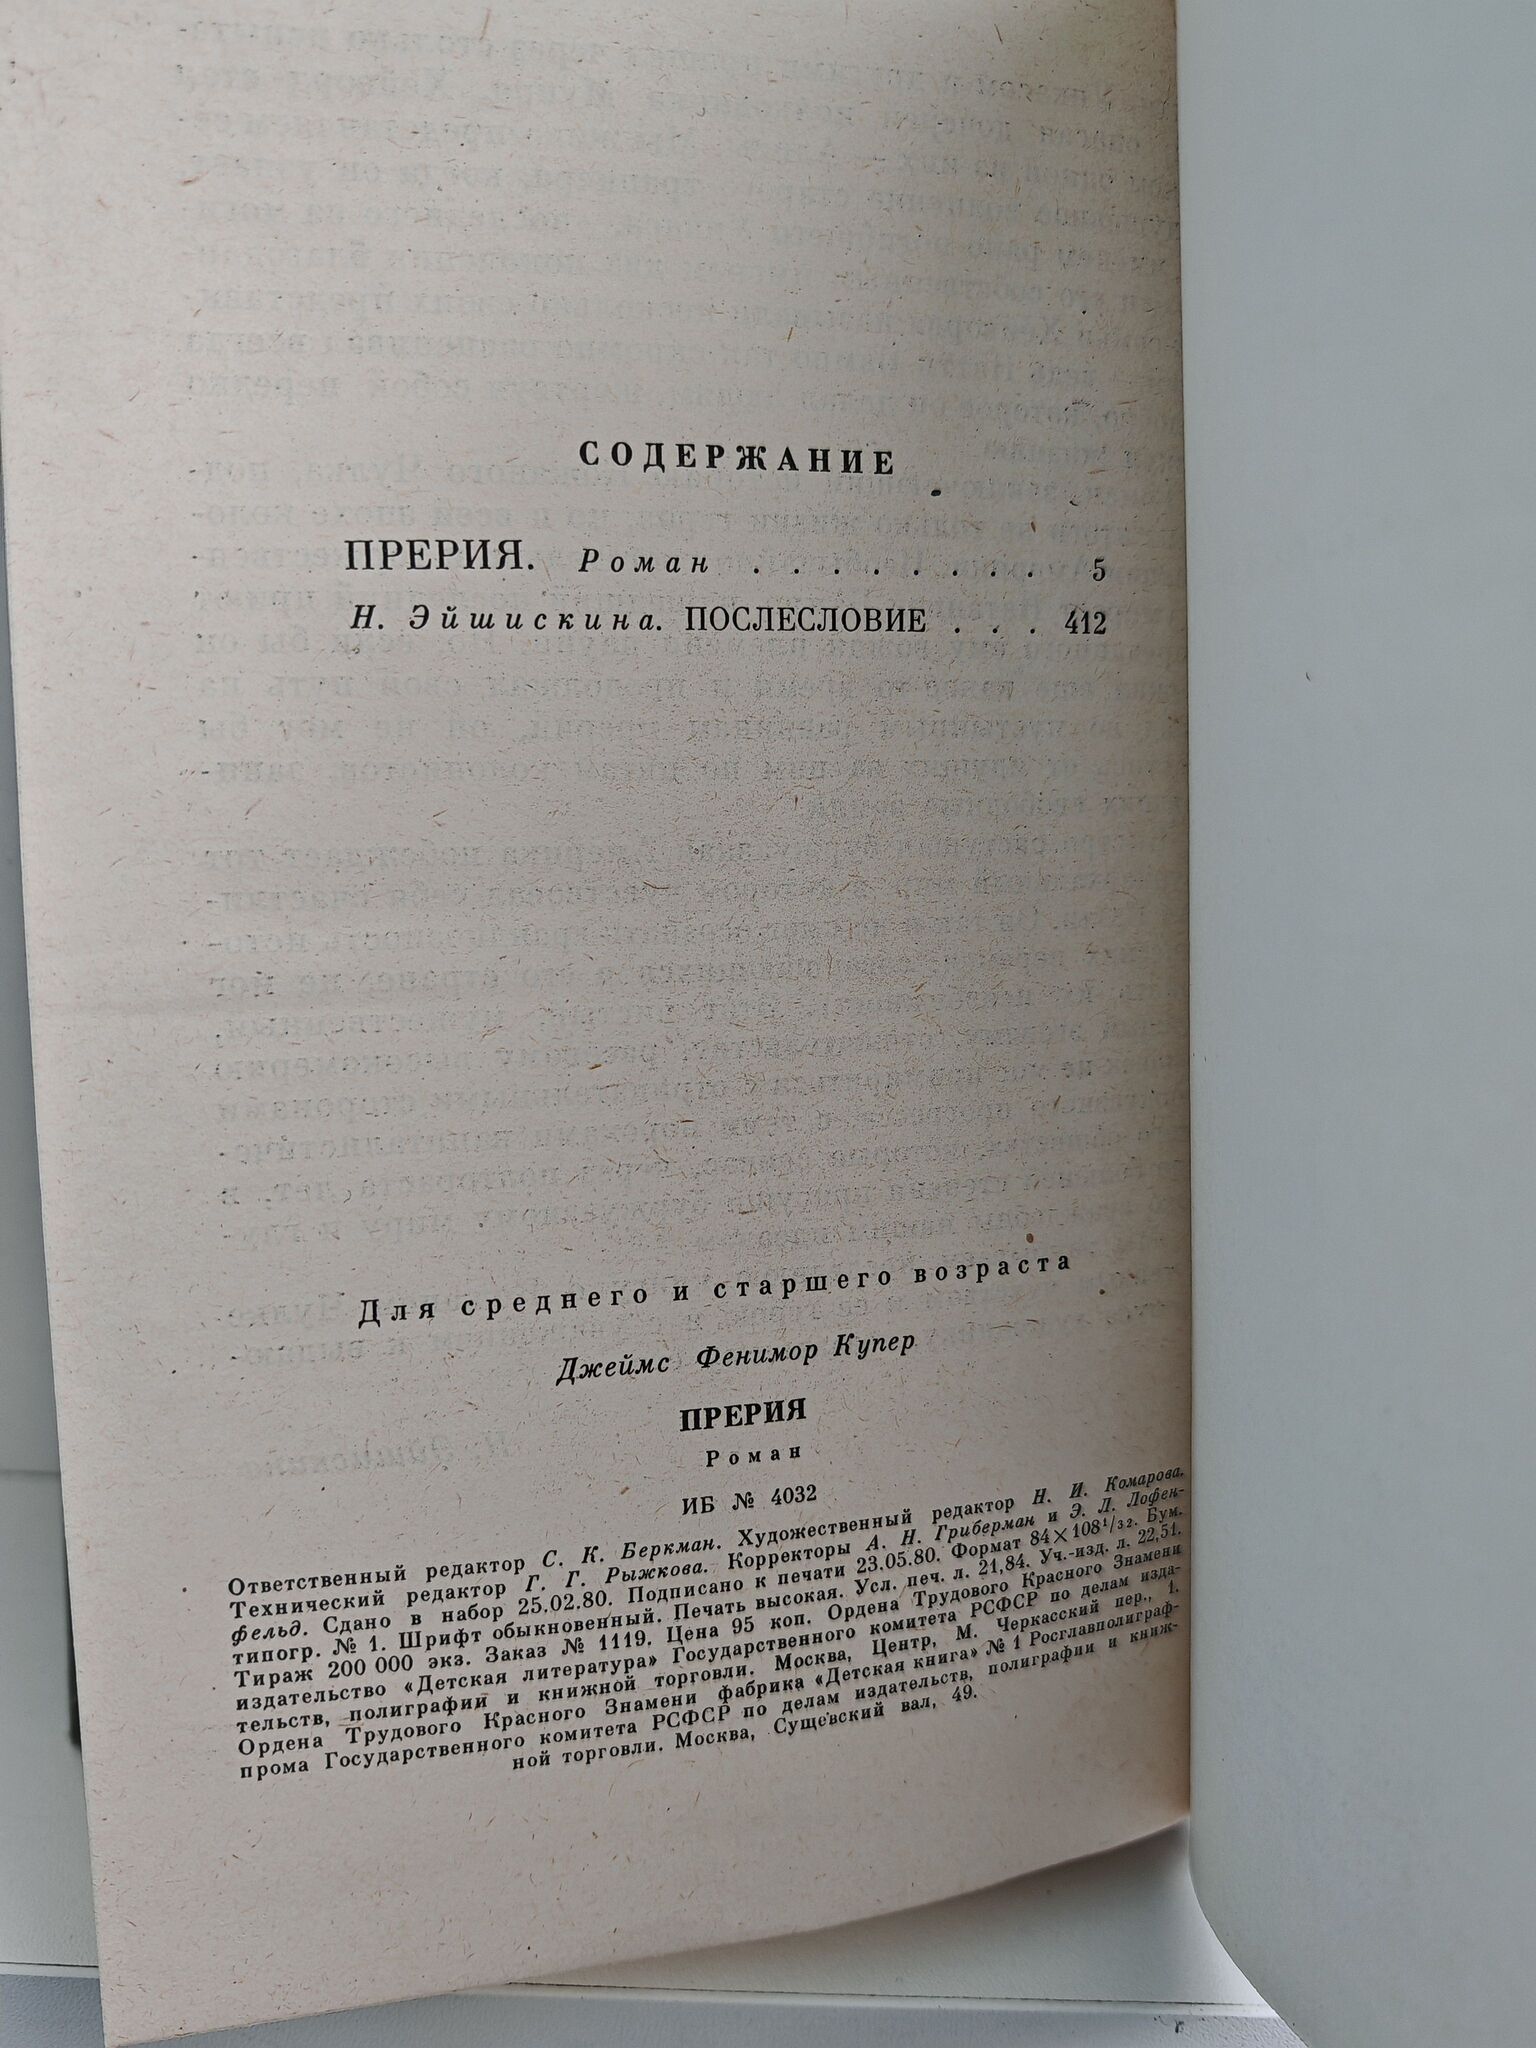 СОДЕРЖАНИЕ
ПРЕРИЯ. Роман . . . . . . . . 5
Н. Эйшискина. ПОСЛЕСЛОВИЕ . . . 412
Для среднего и старшего возраста
Джеймс Фенимор Купер
ПРЕРИЯ
Роман
ИБ № 4032
Ответственный редактор С. К. Беркман. Художественный редактор Н. И. Комарова.
Технический редактор Г. Г. Рыжкова. Корректоры А. Н. Гриберман и Э. Л. Лофен-
фельд. Сдано в набор 25.02.80. Подписано к печати 23.05.80. Формат 84×108¹/₃₂. Бум.
типогр. № 1. Шрифт обыкновенный. Печать высокая. Усл. печ. л. 21,84. Уч.-изд. л. 22,51.
Тираж 200 000 экз. Заказ № 1119. Цена 95 коп. Ордена Трудового Красного Знамени
издательство «Детская литература» Государственного комитета РСФСР по делам изда-
тельств, полиграфии и книжной торговли. Москва, Центр, М. Черкасский пер., 1.
Ордена Трудового Красного Знамени фабрика «Детская книга» № 1 Росглавполиграф-
прома Государственного комитета РСФСР по делам издательств, полиграфии и книж-
ной торговли. Москва, Сущевский вал, 49.